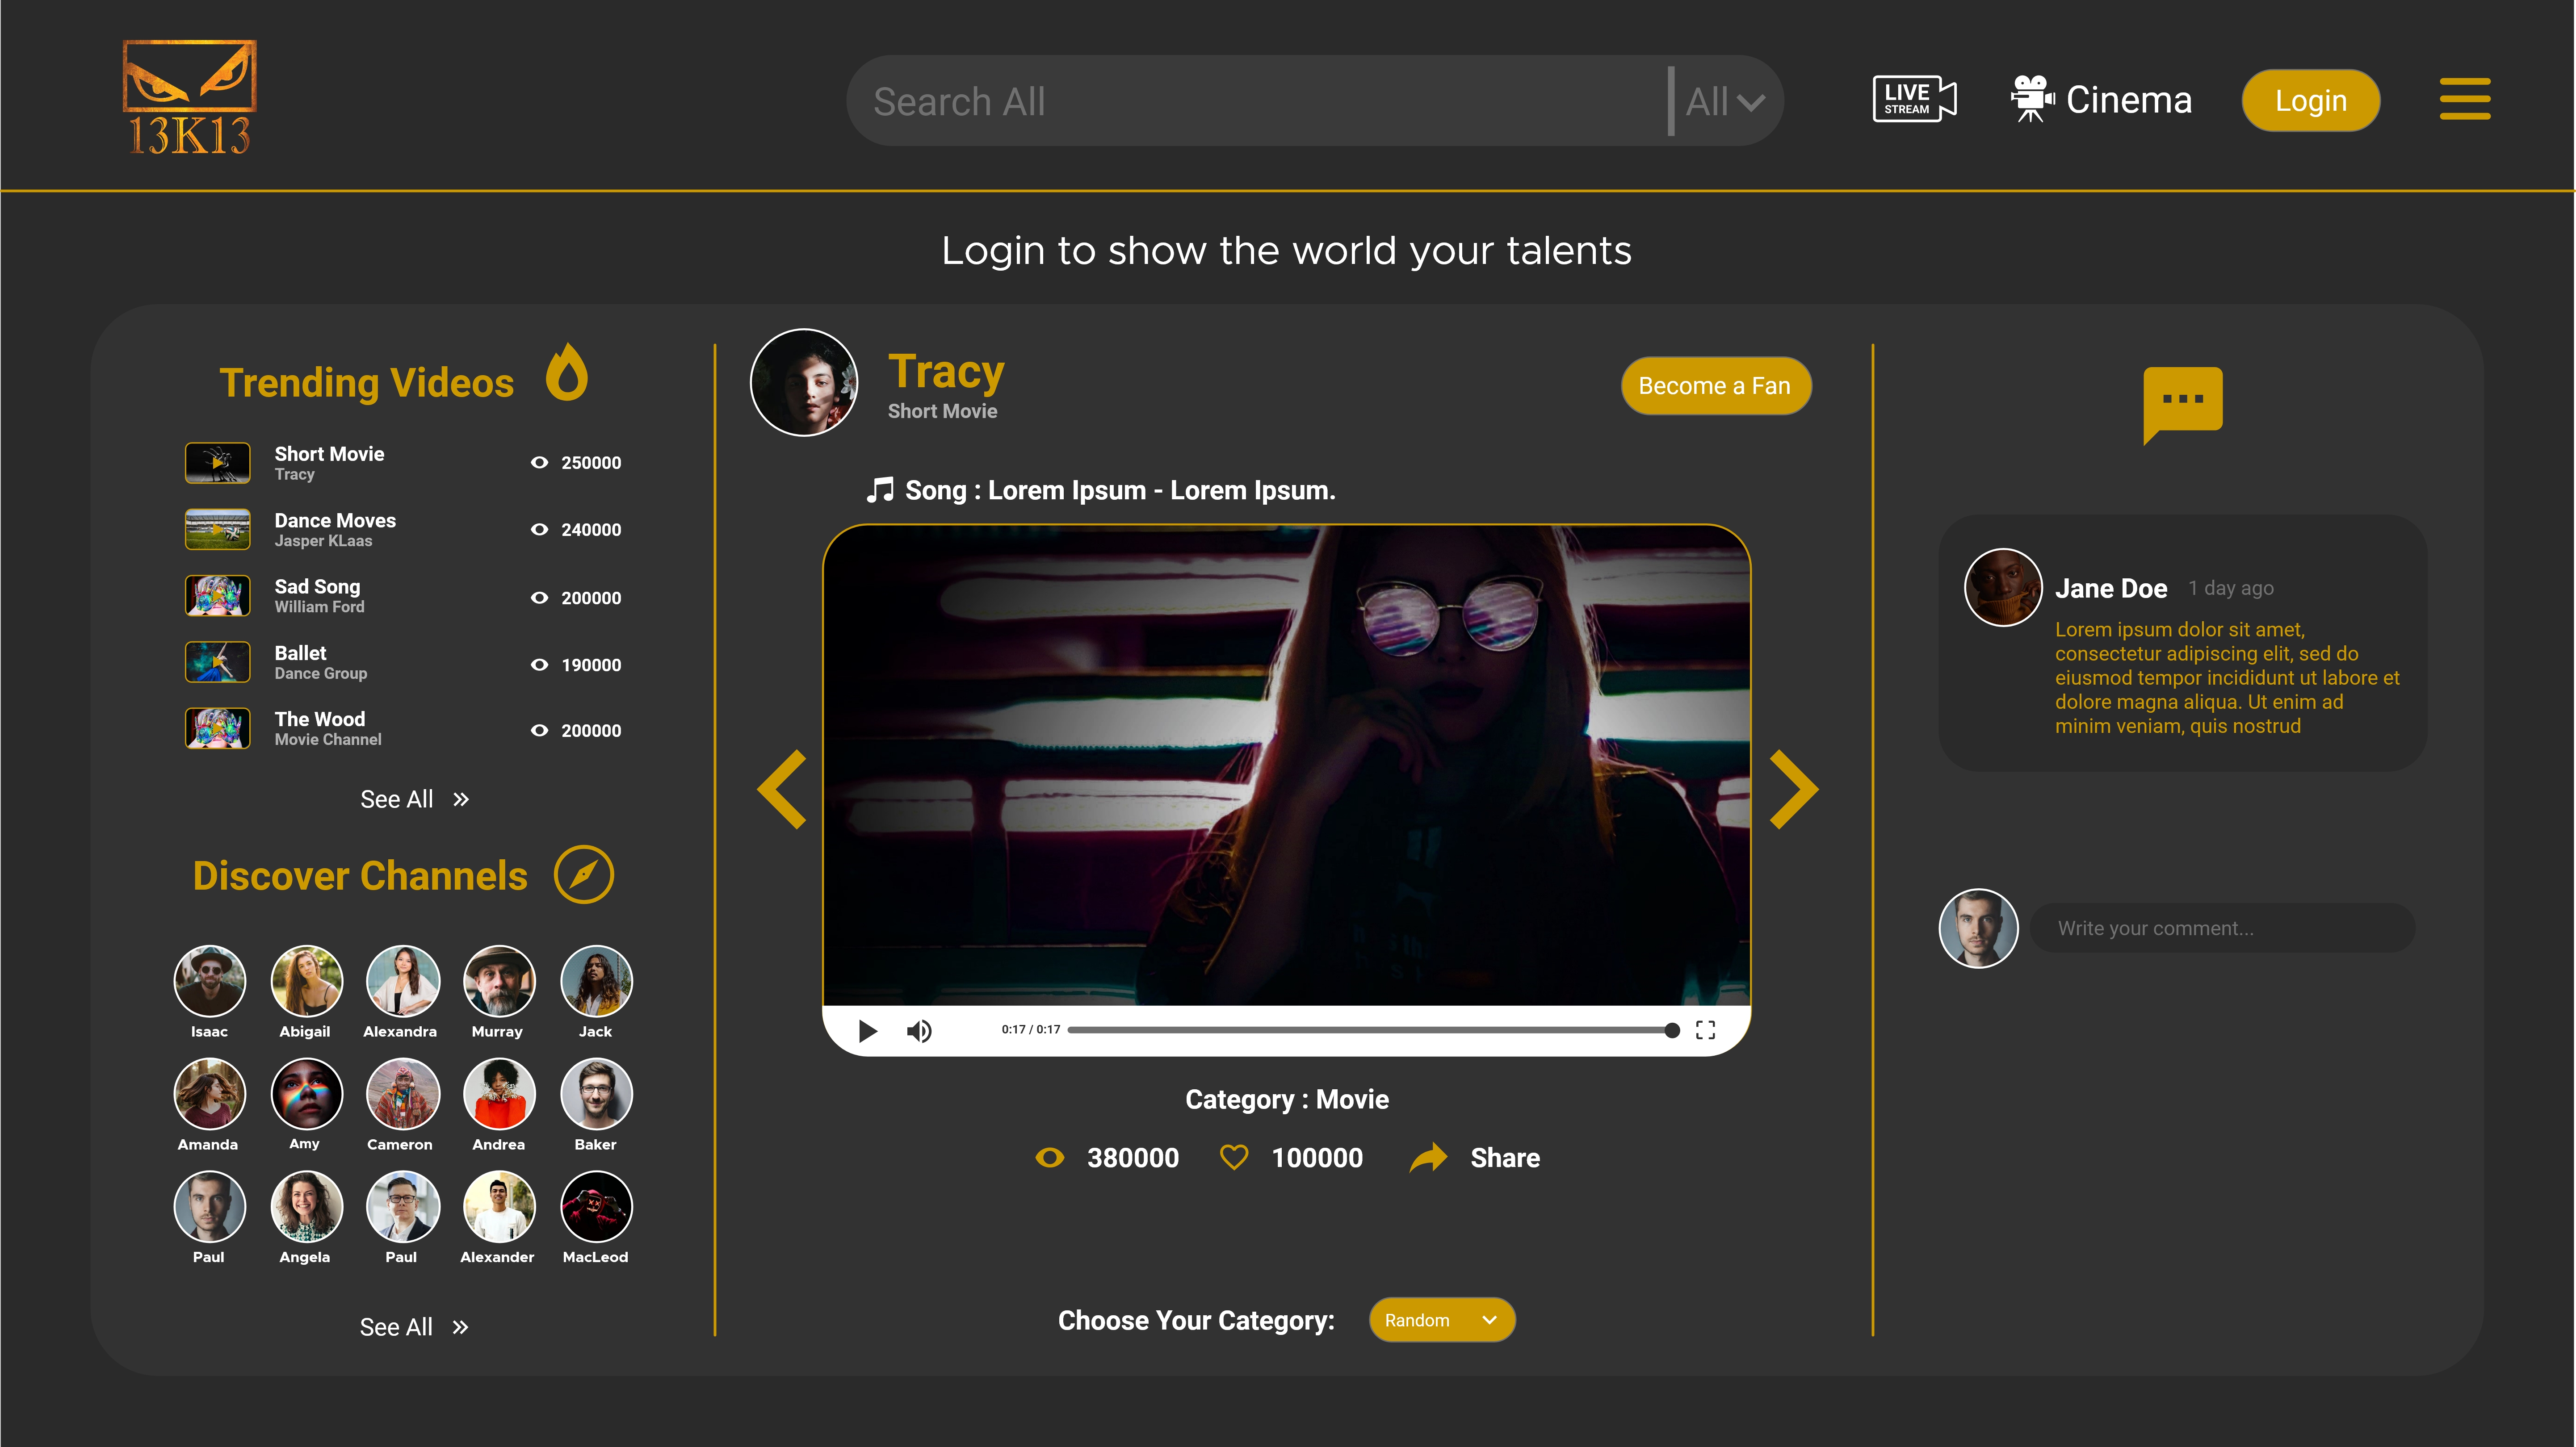 13K13
Search All
All
LIVE
STREAM
Cinema
Login
Login to show the world your talents
Trending Videos
Short Movie
Tracy
250000
Dance Moves
Jasper KLaas
240000
Sad Song
William Ford
200000
Ballet
Dance Group
190000
The Wood
Movie Channel
200000
See All
Discover Channels
Isaac
Abigail
Alexandra
Murray
Jack
Amanda
Amy
Cameron
Andrea
Baker
Paul
Angela
Paul
Alexander
MacLeod
See All
Tracy
Short Movie
Become a Fan
Song : Lorem Ipsum - Lorem Ipsum.
0:17 / 0:17
Category : Movie
380000
100000
Share
Choose Your Category:
Random
Jane Doe
1 day ago
Lorem ipsum dolor sit amet,
consectetur adipiscing elit, sed do
eiusmod tempor incididunt ut labore et
dolore magna aliqua. Ut enim ad
minim veniam, quis nostrud
Write your comment...